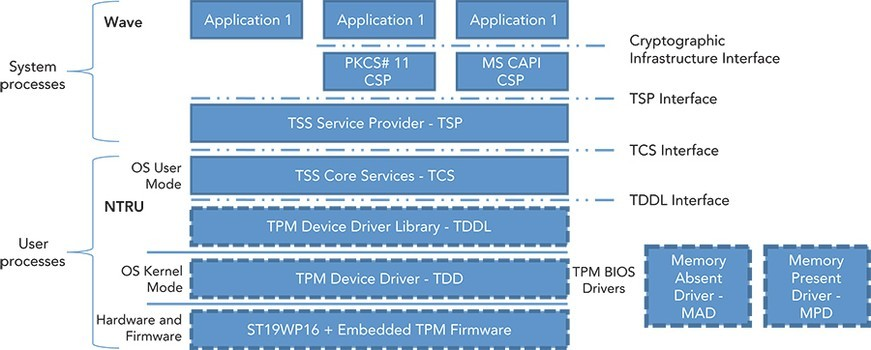 Wave
Application 1
Application 1
Application 1
Cryptographic
Infrastructure Interface
System
processes
PKCS# 11
CSP
MS CAPI
CSP
TSP Interface
TSS Service Provider - TSP
TCS Interface
OS User
Mode
TSS Core Services - TCS
TDDL Interface
NTRU
TPM Device Driver Library - TDDL
User
processes
OS Kernel
Mode
TPM Device Driver - TDD
TPM BIOS
Drivers
Memory
Absent
Driver -
MAD
Memory
Present
Driver -
MPD
Hardware and
Firmware
ST19WP16 + Embedded TPM Firmware